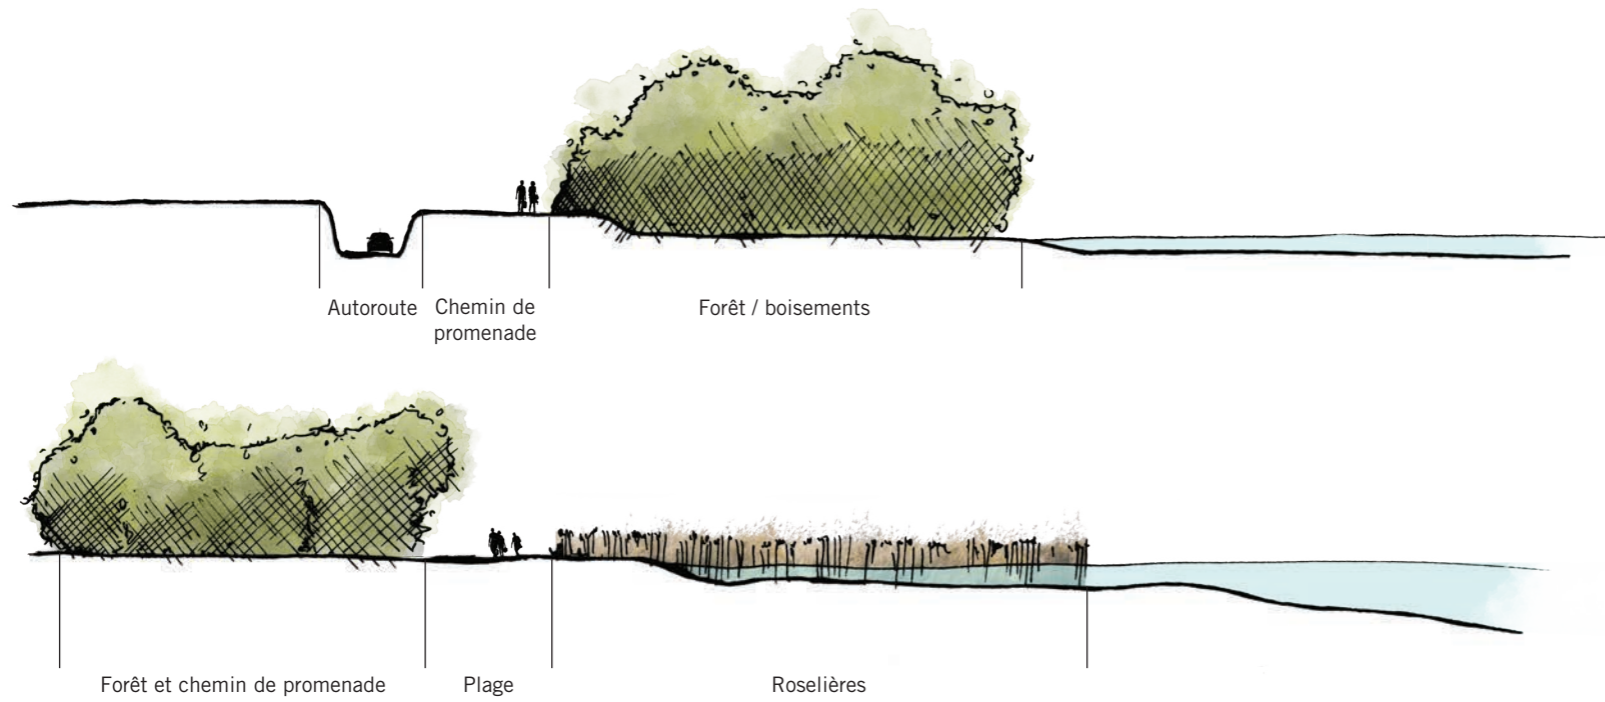 Autoroute
Chemin de
promenade
Forêt / boisements
Forêt et chemin de promenade
Plage
Roselières